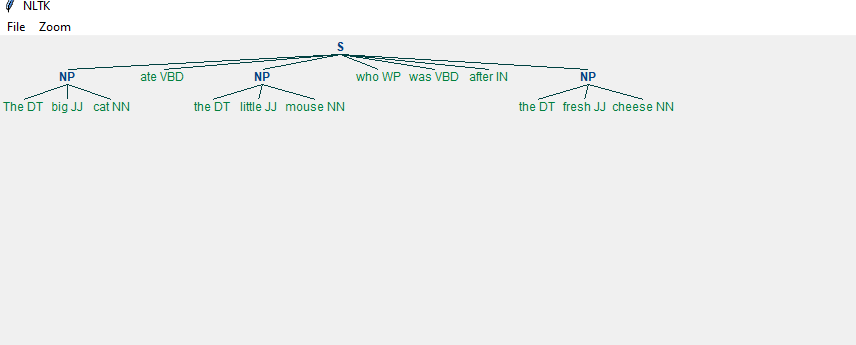 NLTK
File Zoom
S
NP ate VBD NP who WP was VBD after IN NP
The DT big JJ cat NN the DT little JJ mouse NN the DT fresh JJ cheese NN